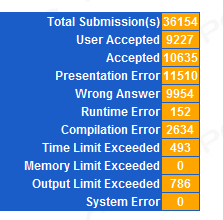 Total Submission(s) 36154
User Accepted 9227
Accepted 10635
Presentation Error 11510
Wrong Answer 9954
Runtime Error 152
Compilation Error 2634
Time Limit Exceeded 493
Memory Limit Exceeded 0
Output Limit Exceeded 786
System Error 0